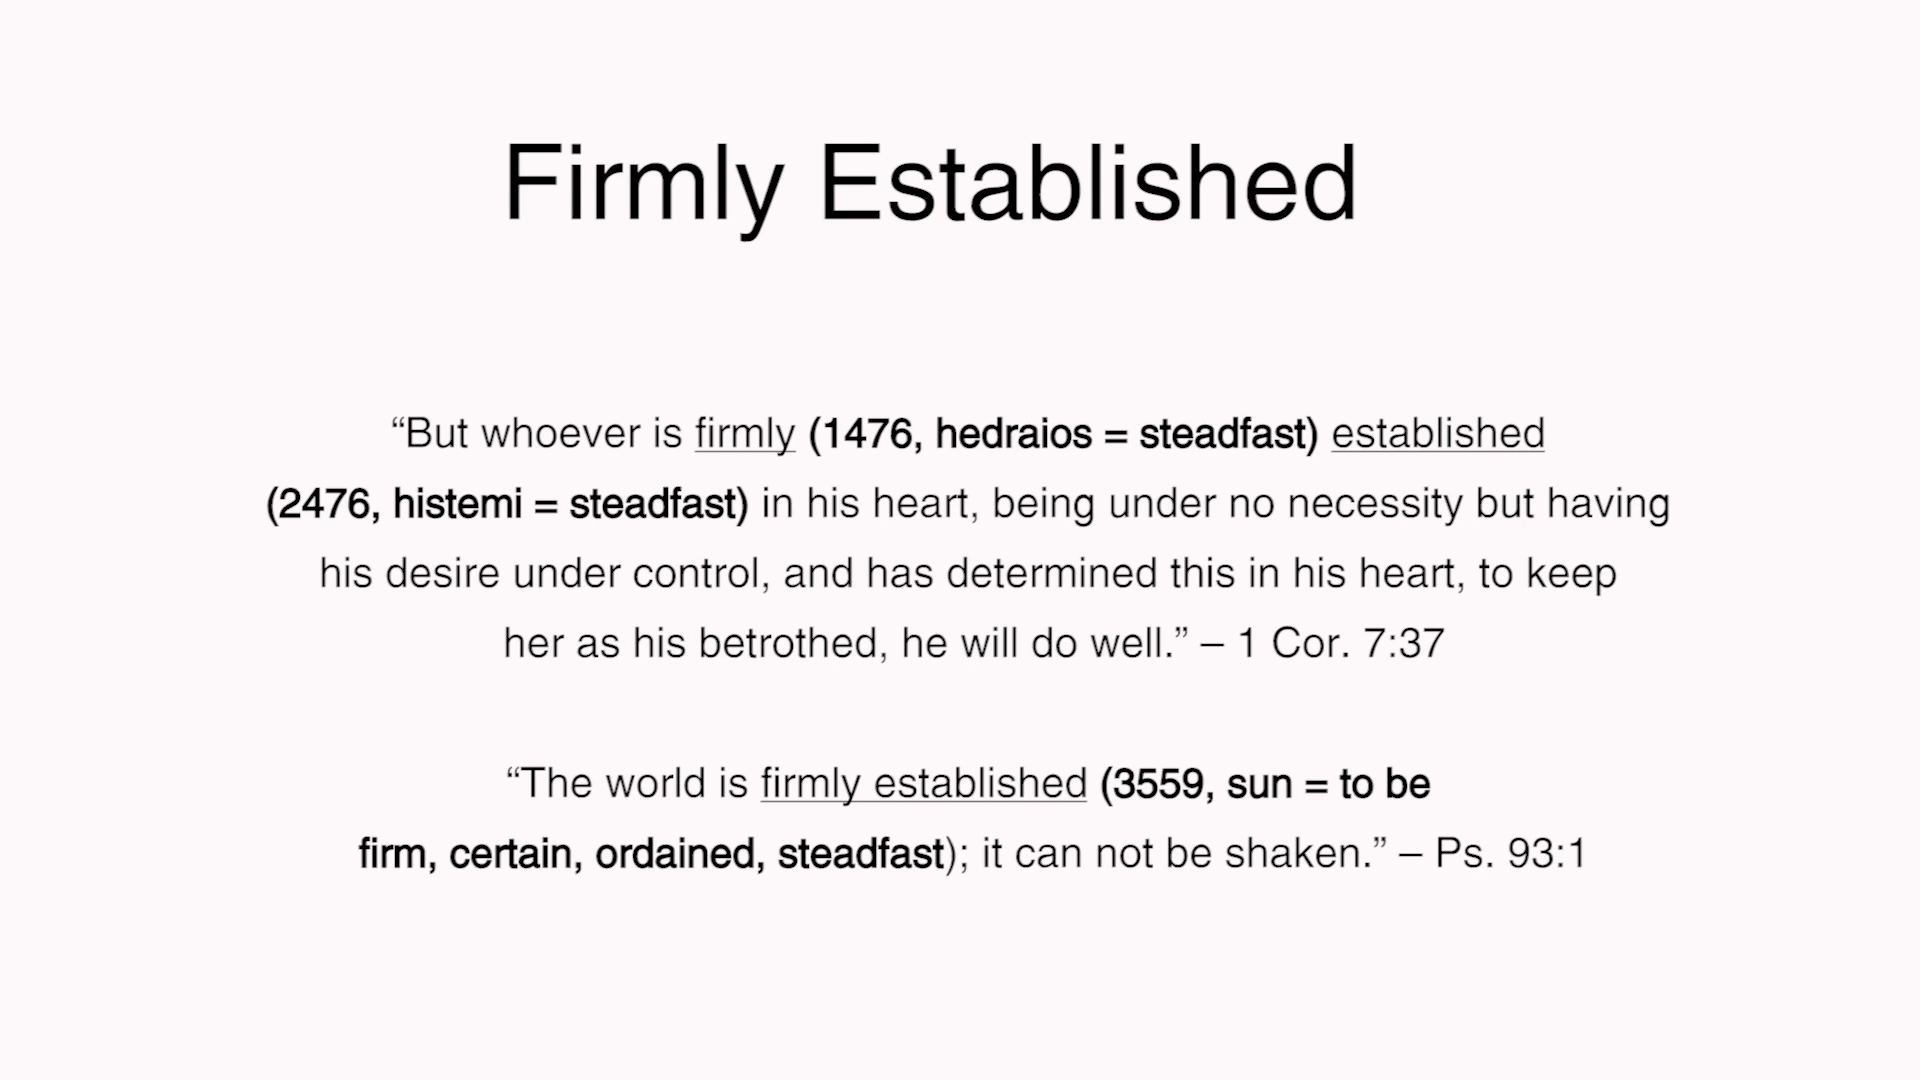 Firmly Established
“But whoever is firmly (1476, hedraios = steadfast) established
(2476, histemi = steadfast) in his heart, being under no necessity but having
his desire under control, and has determined this in his heart, to keep
her as his betrothed, he will do well.” – 1 Cor. 7:37
“The world is firmly established (3559, sun = to be
firm, certain, ordained, steadfast); it can not be shaken.” – Ps. 93:1